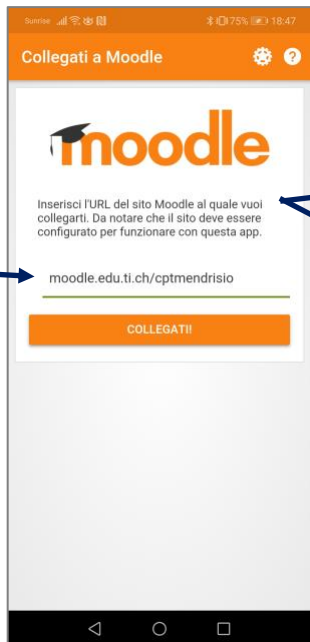 Sunrise 75% 18:47
Collegati a Moodle
moodle
Inserisci l'URL del sito Moodle al quale vuoi
collegarti. Da notare che il sito deve essere
configurato per funzionare con questa app.
moodle.edu.ti.ch/cptmendrisio
COLLEGATI!